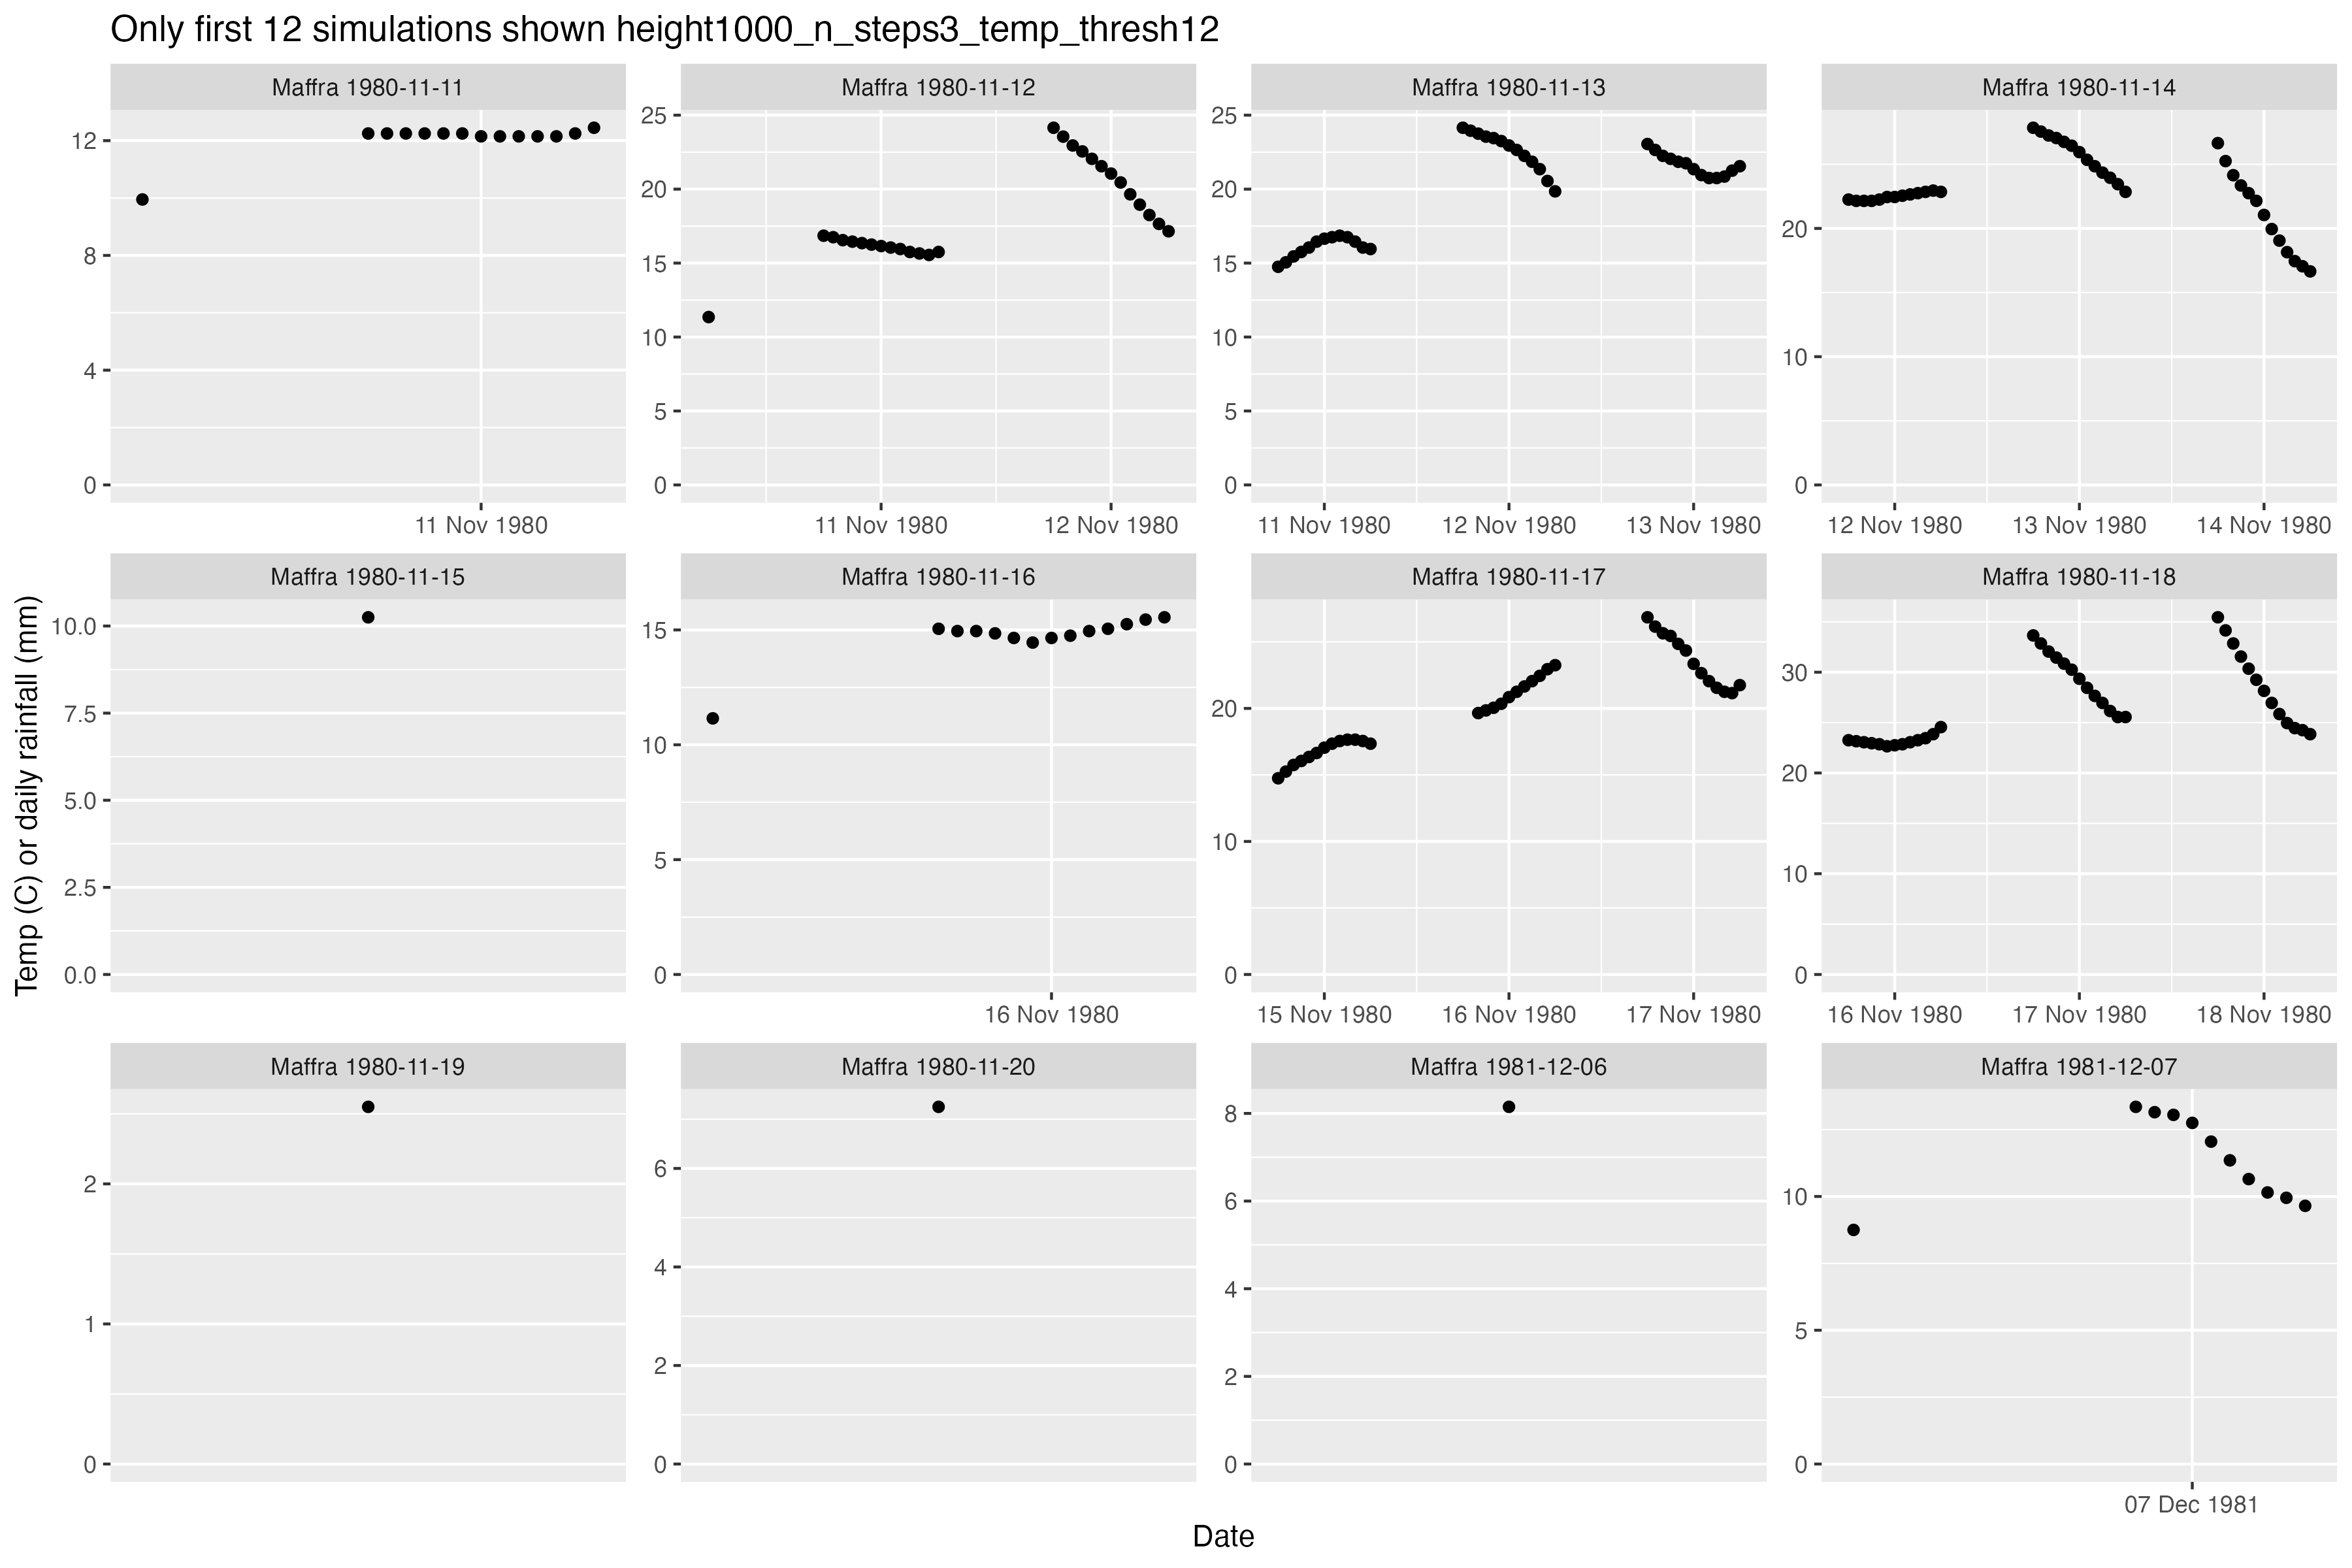 Only first 12 simulations shown height1000_n_steps3_temp_thresh12
Temp (C) or daily rainfall (mm)
Maffra 1980-11-11
12
8
4
0
11 Nov 1980
Maffra 1980-11-12
25
20
15
10
5
0
11 Nov 1980
12 Nov 1980
Maffra 1980-11-13
25
20
15
10
5
0
11 Nov 1980
12 Nov 1980
13 Nov 1980
Maffra 1980-11-14
20
10
0
12 Nov 1980
13 Nov 1980
14 Nov 1980
Maffra 1980-11-15
10.0
7.5
5.0
2.5
0.0
Maffra 1980-11-16
15
10
5
0
16 Nov 1980
Maffra 1980-11-17
20
10
0
15 Nov 1980
16 Nov 1980
17 Nov 1980
Maffra 1980-11-18
30
20
10
0
16 Nov 1980
17 Nov 1980
18 Nov 1980
Maffra 1980-11-19
2
1
0
Maffra 1980-11-20
6
4
2
0
Maffra 1981-12-06
8
6
4
2
0
Maffra 1981-12-07
10
5
0
07 Dec 1981
Date